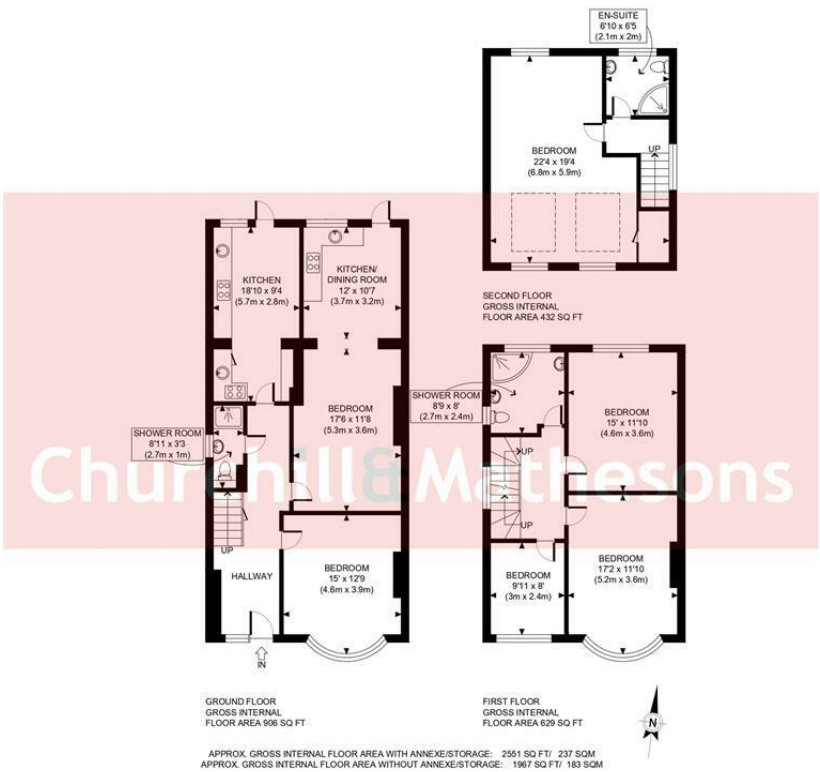 EN-SUITE
6'10 x 6'5
(2.1m x 2m)
BEDROOM
22'4 x 19'4
(6.8m x 5.9m)
UP
SECOND FLOOR
GROSS INTERNAL
FLOOR AREA 432 SQ FT
KITCHEN
18'10 x 9'4
(5.7m x 2.8m)
KITCHEN/
DINING ROOM
12' x 10'7
(3.7m x 3.2m)
BEDROOM
17'6 x 11'8
(5.3m x 3.6m)
SHOWER ROOM
8'11 x 3'3
(2.7m x 1m)
UP
HALLWAY
BEDROOM
15' x 12'9
(4.6m x 3.9m)
IN
GROUND FLOOR
GROSS INTERNAL
FLOOR AREA 906 SQ FT
SHOWER ROOM
8'9 x 8'
(2.7m x 2.4m)
BEDROOM
15' x 11'10
(4.6m x 3.6m)
UP
UP
BEDROOM
9'11 x 8'
(3m x 2.4m)
BEDROOM
17'2 x 11'10
(5.2m x 3.6m)
FIRST FLOOR
GROSS INTERNAL
FLOOR AREA 629 SQ FT
N
Churchill&Mathesons
APPROX. GROSS INTERNAL FLOOR AREA WITH ANNEXE/STORAGE: 2551 SQ FT/ 237 SQM
APPROX. GROSS INTERNAL FLOOR AREA WITHOUT ANNEXE/STORAGE: 1967 SQ FT/ 183 SQM